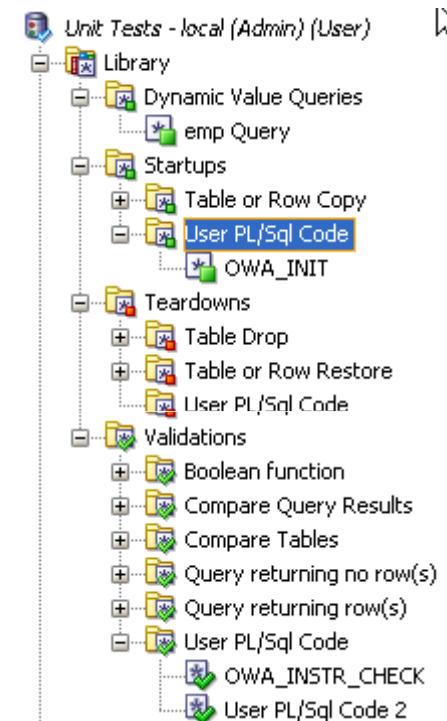 Unit Tests - local (Admin) (User)
Library
Dynamic Value Queries
emp Query
Startups
Table or Row Copy
User PL/Sql Code
OWA_INIT
Teardowns
Table Drop
Table or Row Restore
User PL/Sql Code
Validations
Boolean function
Compare Query Results
Compare Tables
Query returning no row(s)
Query returning row(s)
User PL/Sql Code
OWA_INSTR_CHECK
User PL/Sql Code 2